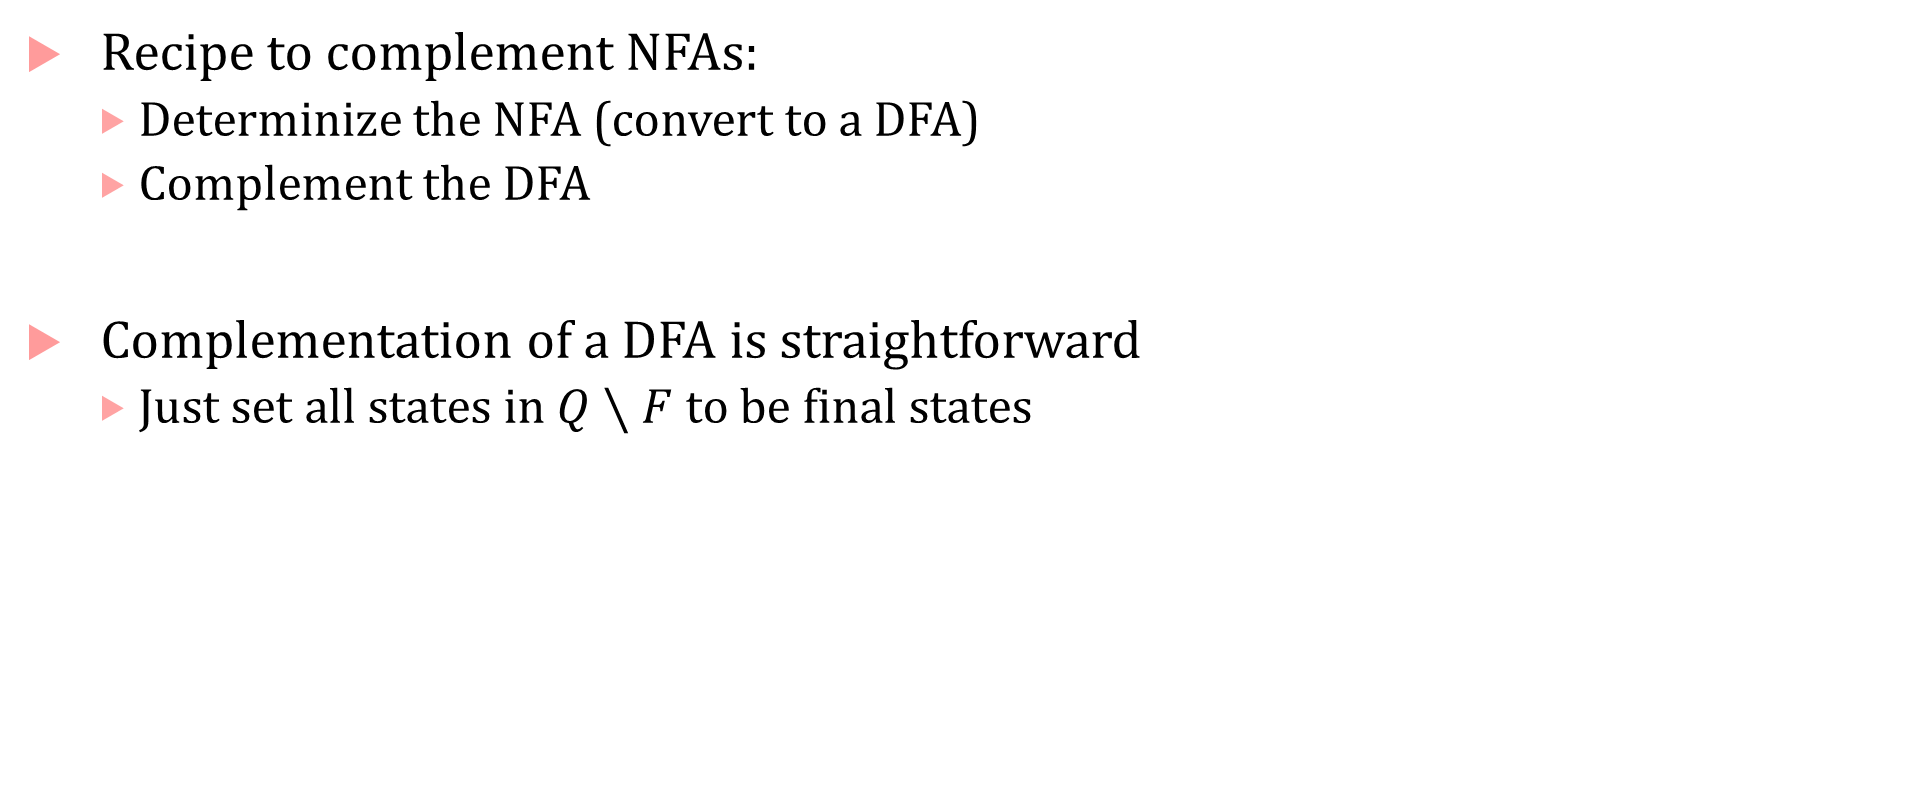 Recipe to complement NFAs:
Determinize the NFA (convert to a DFA)
Complement the DFA
Complementation of a DFA is straightforward
Just set all states in Q \ F to be final states